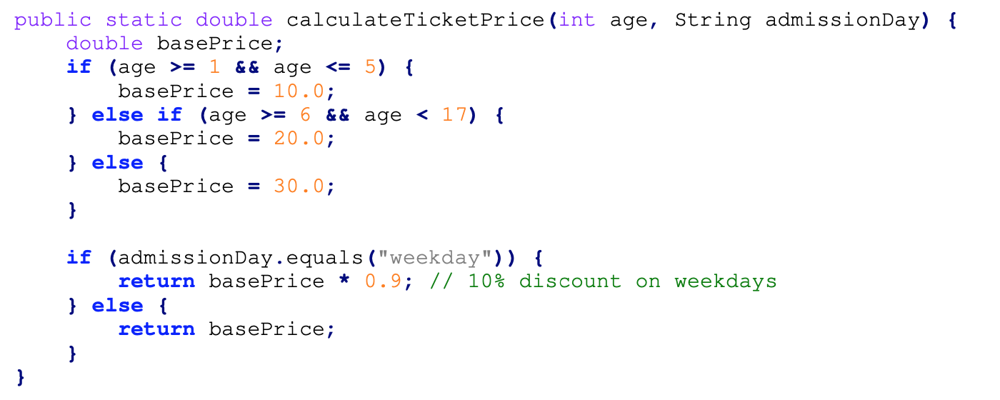 public static double calculateTicketPrice(int age, String admissionDay) {
    double basePrice;
    if (age >= 1 && age <= 5) {
        basePrice = 10.0;
    } else if (age >= 6 && age < 17) {
        basePrice = 20.0;
    } else {
        basePrice = 30.0;
    }

    if (admissionDay.equals("weekday")) {
        return basePrice * 0.9; // 10% discount on weekdays
    } else {
        return basePrice;
    }
}